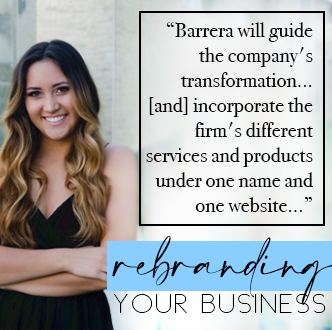 “Barrera will guide
the company's
transformation...
[and] incorporate the
firm's different
services and products
under one name and
one website...”
rebranding
YOUR BUSINESS